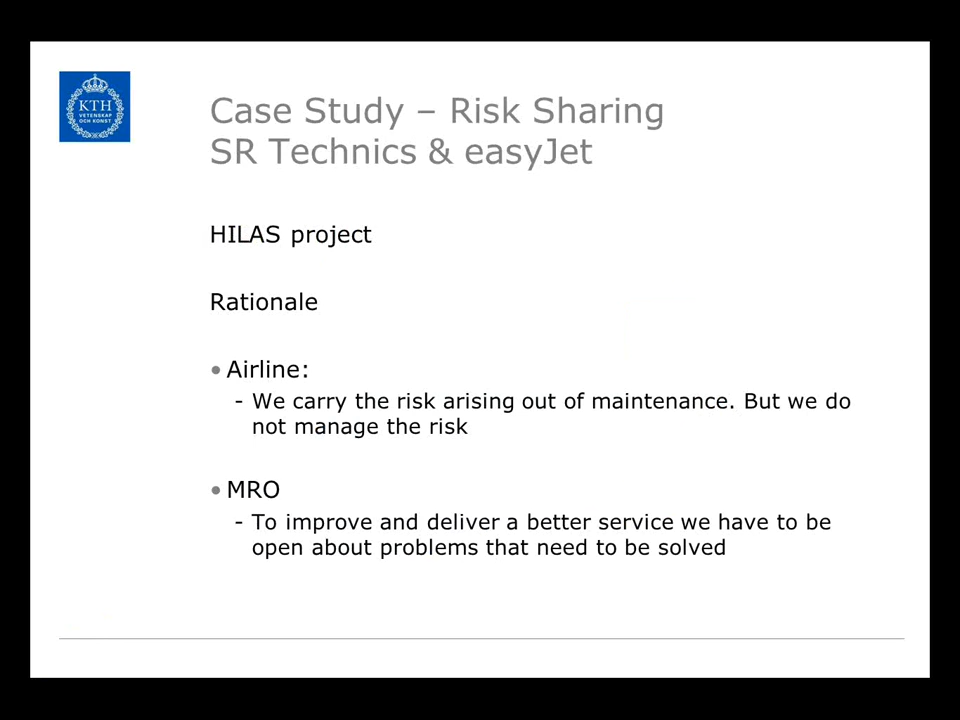 KTH
VETENSKAP
OCH KONST
Case Study – Risk Sharing
SR Technics & easyJet
HILAS project
Rationale
• Airline:
- We carry the risk arising out of maintenance. But we do
not manage the risk
• MRO
- To improve and deliver a better service we have to be
open about problems that need to be solved